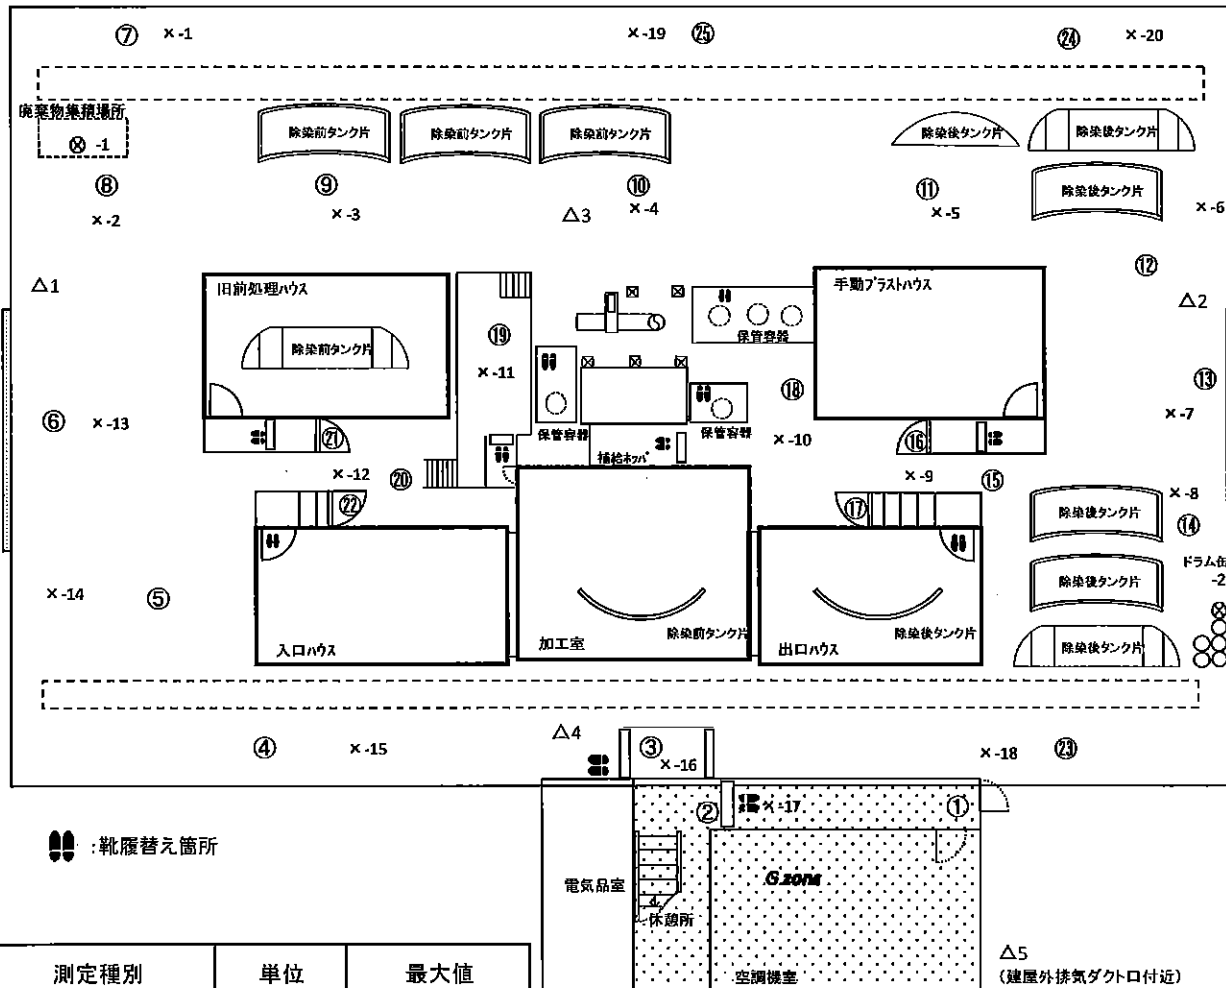 ⑦ ×-1 ×-19 ㉕ ㉔ ×-20
廃棄物集積場所
⊗ -1
除染前タンク片 除染前タンク片 除染前タンク片 除染後タンク片 除染後タンク片
除染後タンク片
⑧ ⑨ ⑩ ⑪
×-2 ×-3 △3 ×-4 ×-5 ×-6
⑫
△1 旧前処理ハウス 手動ブラストハウス △2
除染前タンク片 ⑲ 保管容器
×-11 ⑱ ⑬
⑥ ×-13 ㉑ 保管容器 保管容器 ×-10 ⑯ ×-7
補給ホッパ
×-12 ⑳ ×-9 ⑮ ×-8
㉒ ⑰ 除染後タンク片 ⑭
ドラム缶
-2
×-14 ⑤ 除染後タンク片
入口ハウス 加工室 除染前タンク片 出口ハウス 除染後タンク片 除染後タンク片
④ ×-15 △4 ③ ×-16 ×-18 ㉓
② ×-17 ①
:靴履替え箇所
電気品室 G zone
休憩所
測定種別 単位 最大値 空調機室 △5
(建屋外排気ダクト口付近)